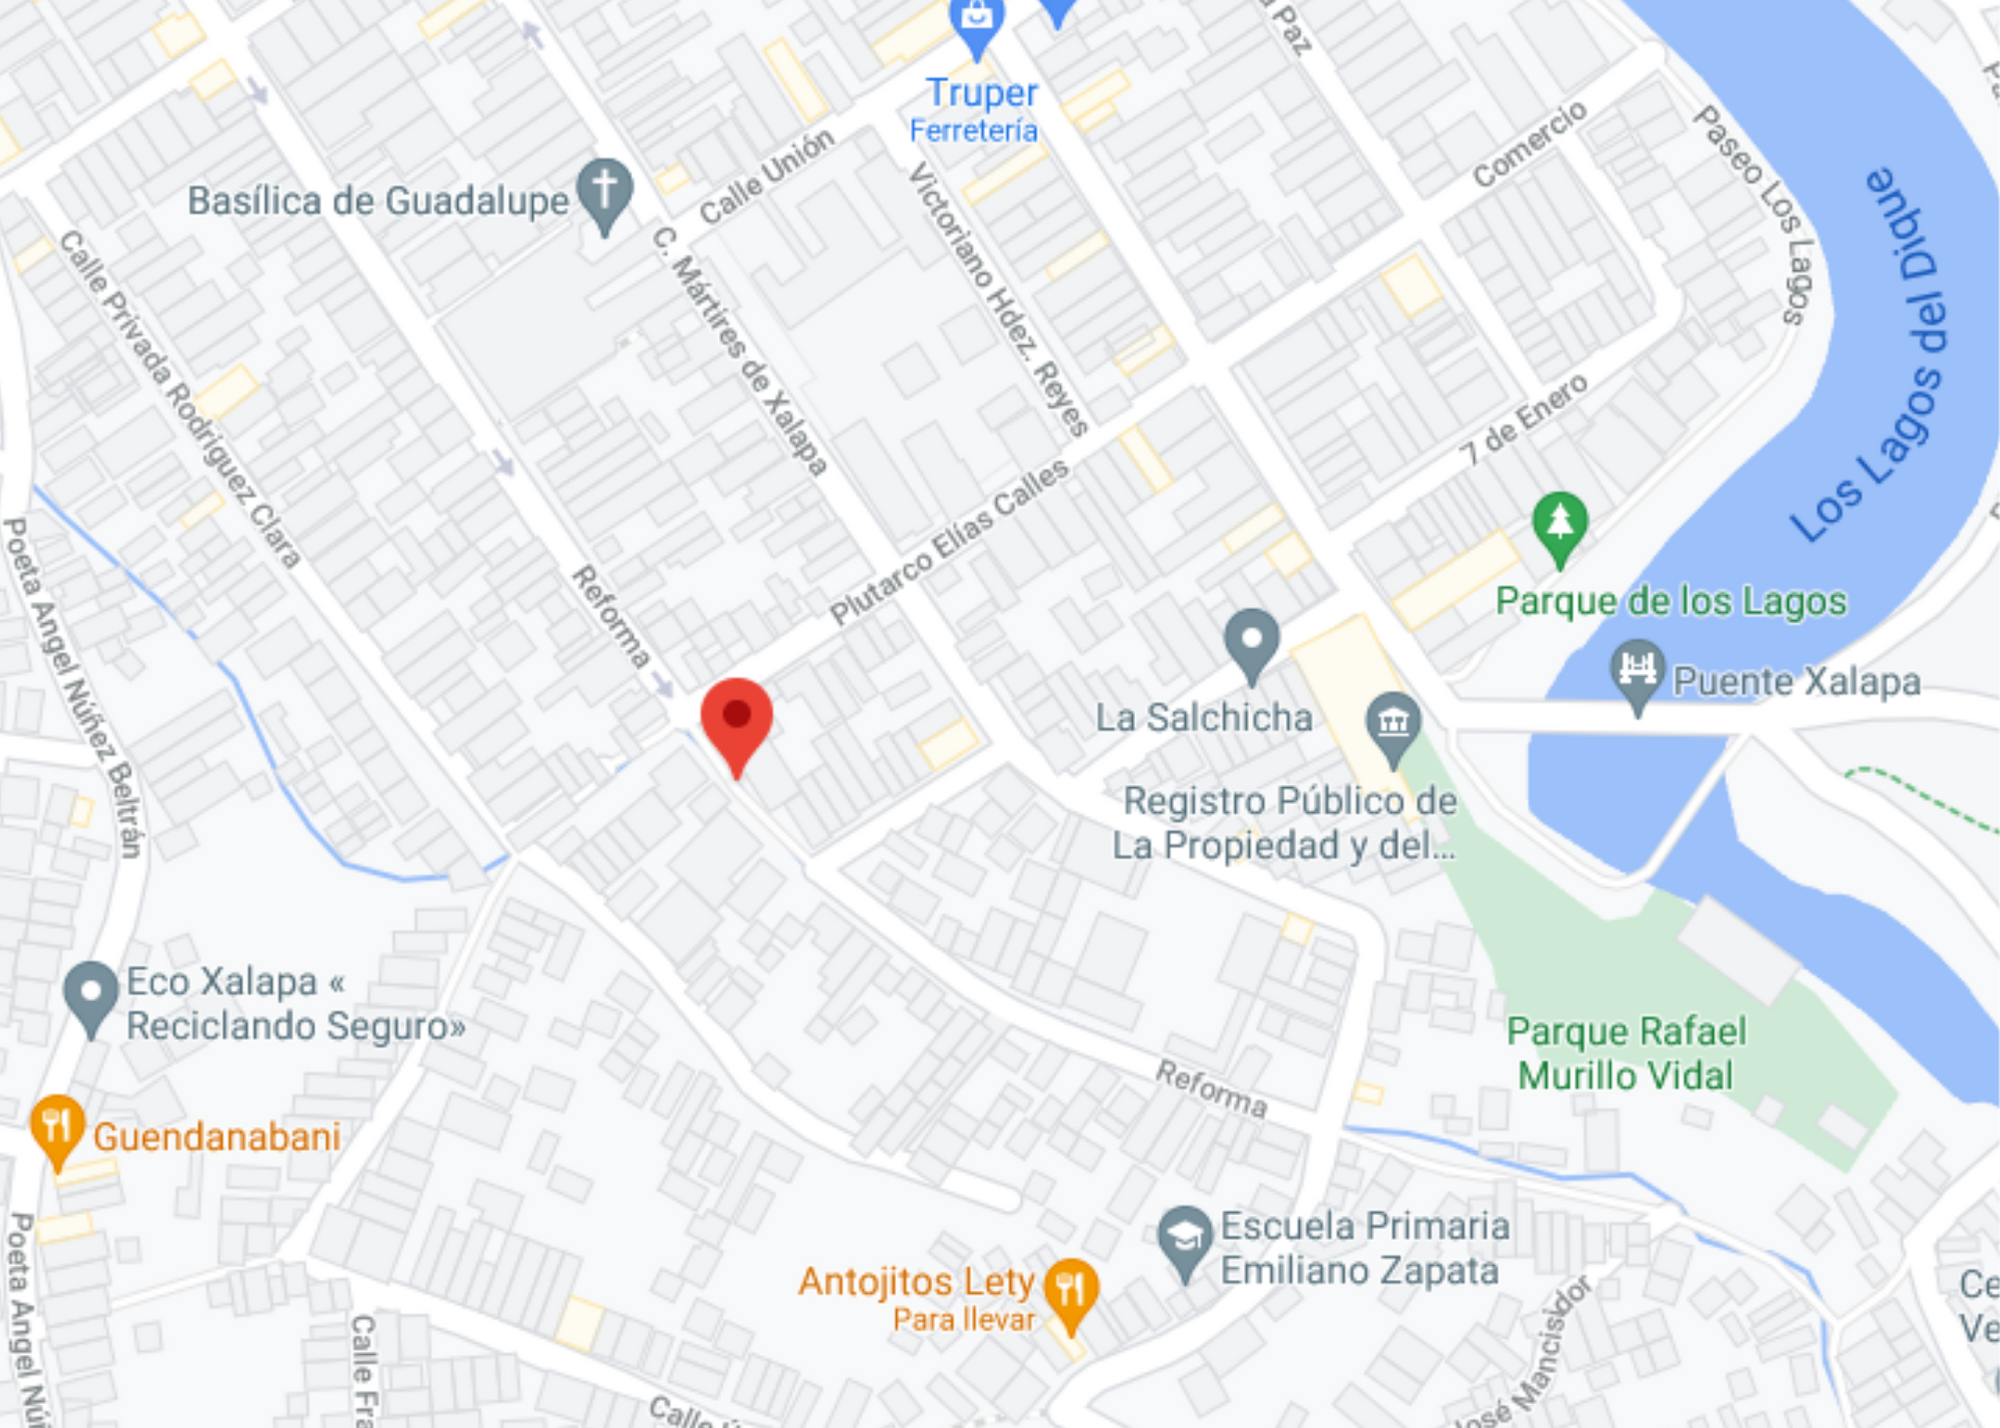 Paz
Truper
Ferretería
Comercio
Paseo Los Lagos
Calle Unión
Basílica de Guadalupe
Los Lagos del Dique
Victoriano Hdez. Reyes
C. Mártires de Xalapa
Calle Privada Rodríguez Clara
7 de Enero
Plutarco Elías Calles
Poeta Angel Núñez Beltrán
Reforma
Parque de los Lagos
Puente Xalapa
La Salchicha
Registro Público de
La Propiedad y del...
Eco Xalapa «
Reciclando Seguro»
Parque Rafael
Murillo Vidal
Reforma
Guendanabani
Escuela Primaria
Emiliano Zapata
Antojitos Lety
Para llevar
Poeta Angel Núñ
José Mancisidor
Ce
Ve
Calle Fra
Calle